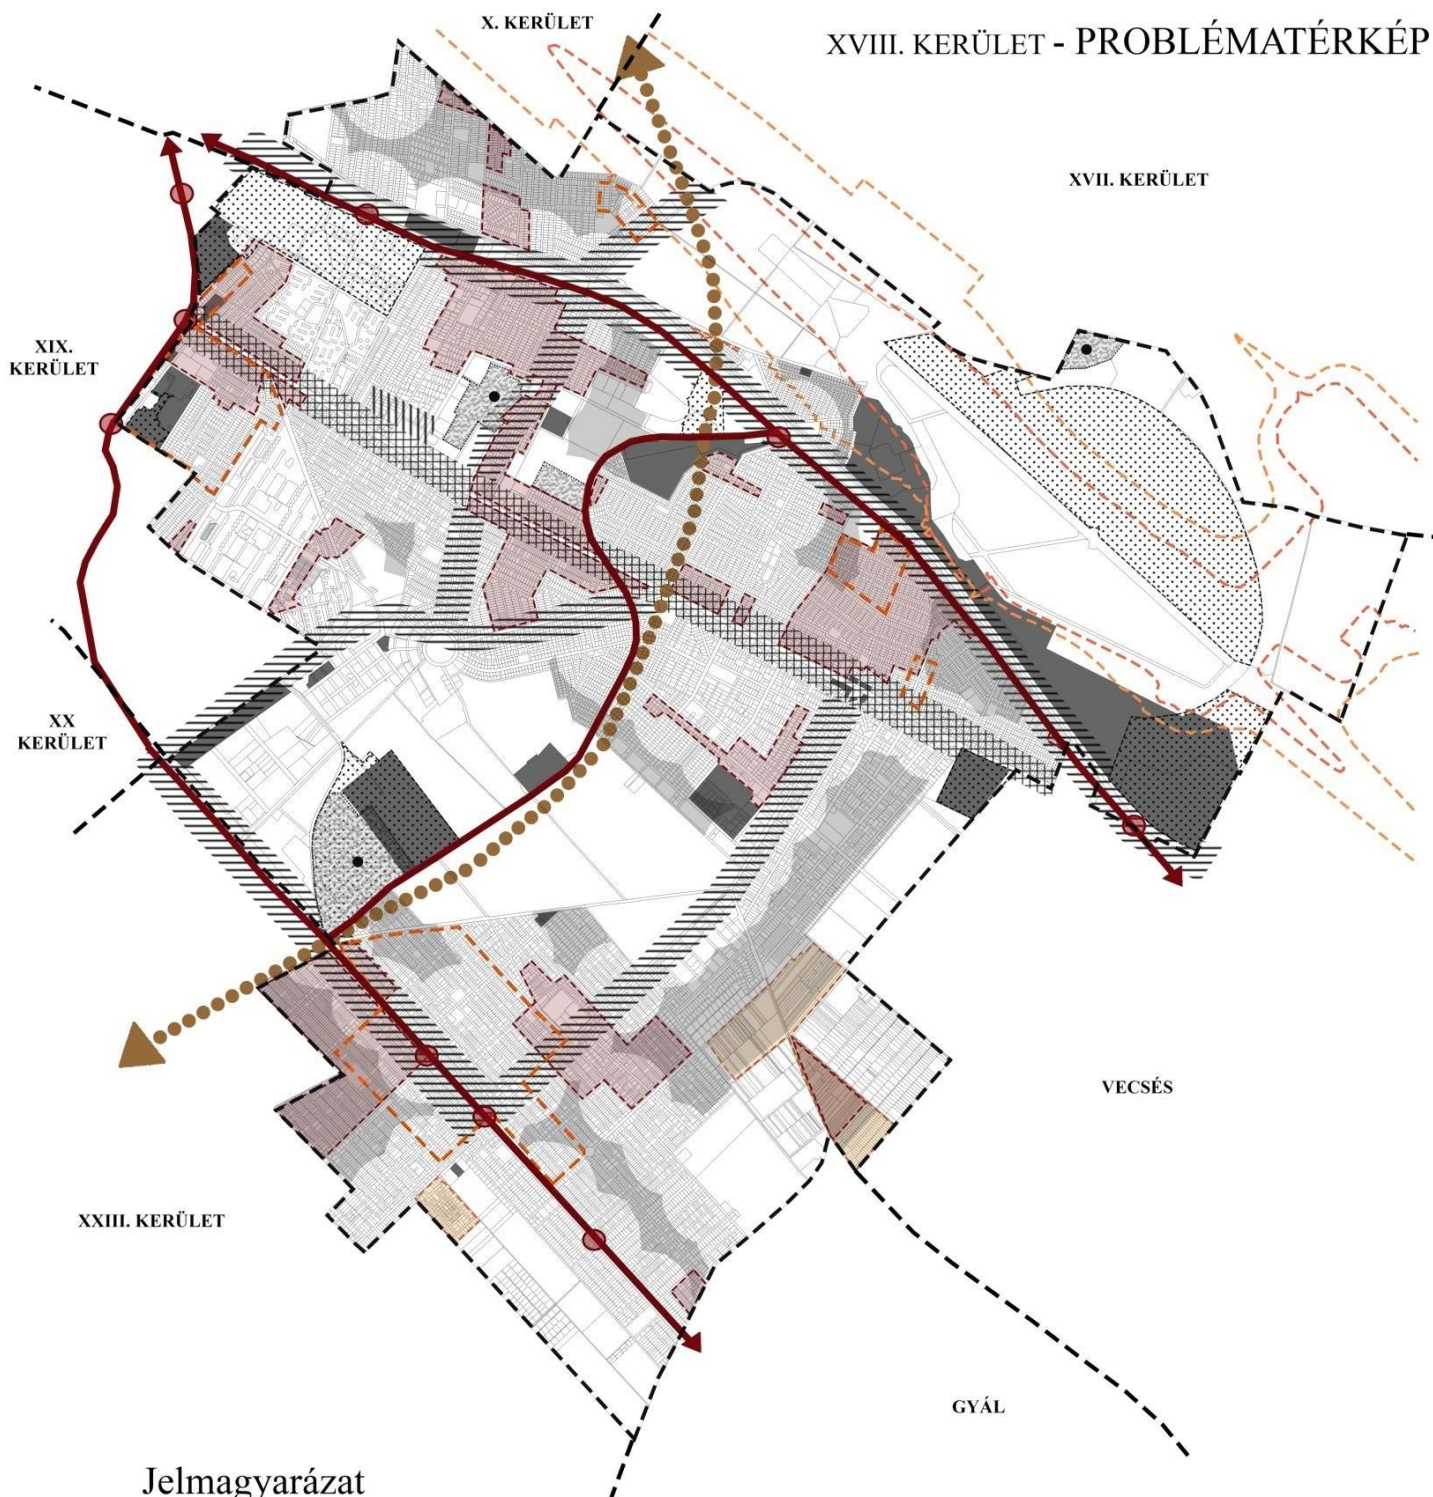 X. KERÜLET
XVIII. KERÜLET - PROBLÉMATÉRKÉP
XVII. KERÜLET
XIX.
KERÜLET
XX
KERÜLET
VECSÉS
XXIII. KERÜLET
GYÁL
Jelmagyarázat